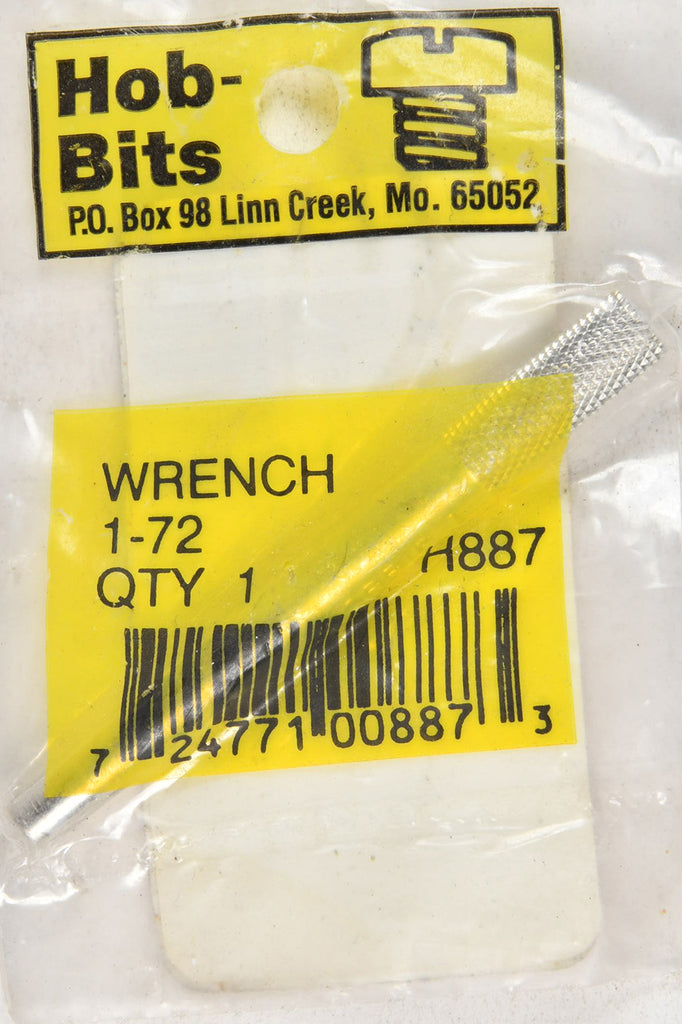 Hob-
Bits
P.O. Box 98 Linn Creek, Mo. 65052
WRENCH
1-72
QTY 1 H887
7 24771 00887 3